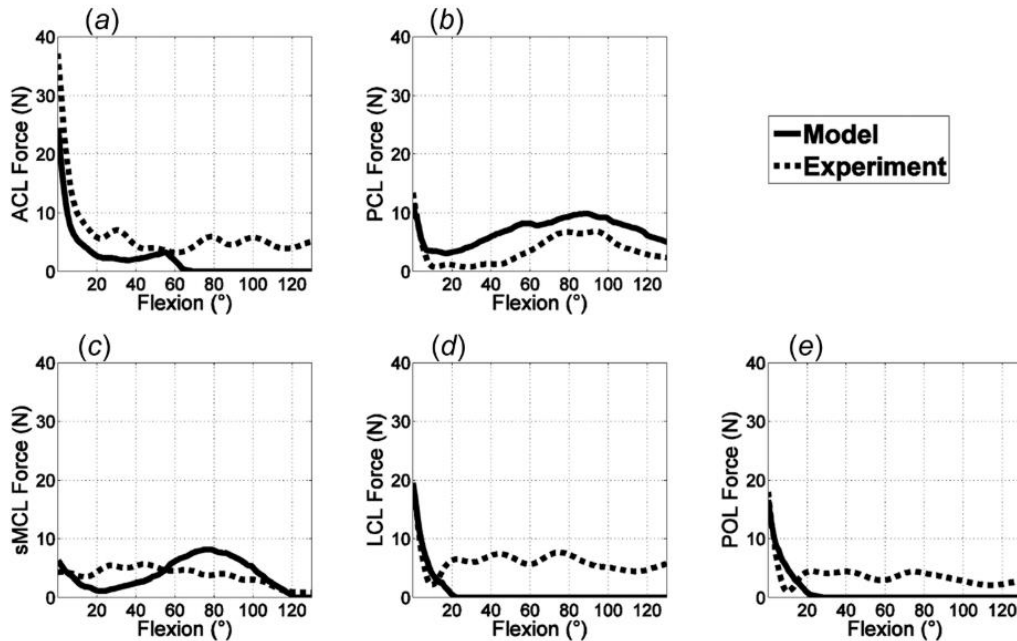 (a)
40
30
20
10
0
ACL Force (N)
20 40 60 80 100 120
Flexion (°)
(b)
40
30
20
10
0
PCL Force (N)
20 40 60 80 100 120
Flexion (°)
Model
Experiment
(c)
40
30
20
10
0
sMCL Force (N)
20 40 60 80 100 120
Flexion (°)
(d)
40
30
20
10
0
LCL Force (N)
20 40 60 80 100 120
Flexion (°)
(e)
40
30
20
10
0
POL Force (N)
20 40 60 80 100 120
Flexion (°)